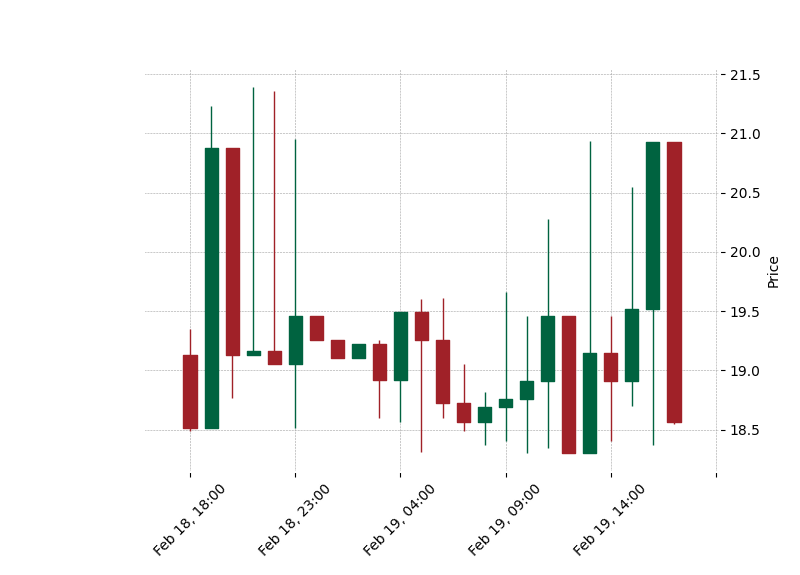 21.5
21.0
20.5
20.0
19.5
19.0
18.5
Price
Feb 18, 18:00
Feb 18, 23:00
Feb 19, 04:00
Feb 19, 09:00
Feb 19, 14:00